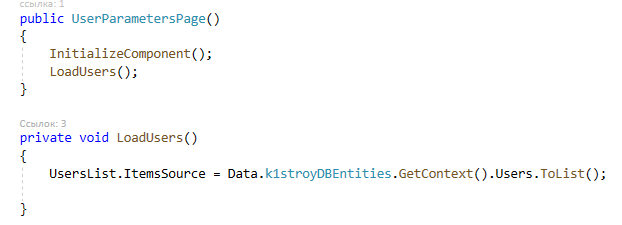 ссылка: 1
public UserParametersPage()
{
InitializeComponent();
LoadUsers();
}
Ссылок: 3
private void LoadUsers()
{
UsersList.ItemsSource = Data.k1stroyDBEntities.GetContext().Users.ToList();
}